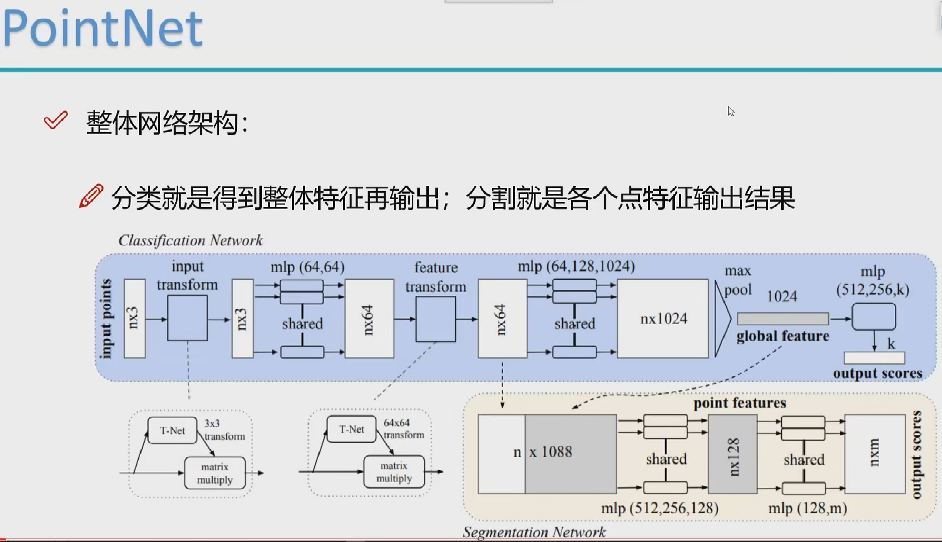 PointNet
整体网络架构:
分类就是得到整体特征再输出；分割就是各个点特征输出结果
Classification Network
input points
nx3
input
transform
nx3
mlp (64,64)
shared
nx64
feature
transform
nx64
mlp (64,128,1024)
shared
nx1024
max
pool
1024
global feature
mlp
(512,256,k)
k
output scores
T-Net
3x3
transform
matrix
multiply
T-Net
64x64
transform
matrix
multiply
point features
n x 1088
shared
mlp (512,256,128)
nx128
shared
mlp (128,m)
nxm
output scores
Segmentation Network